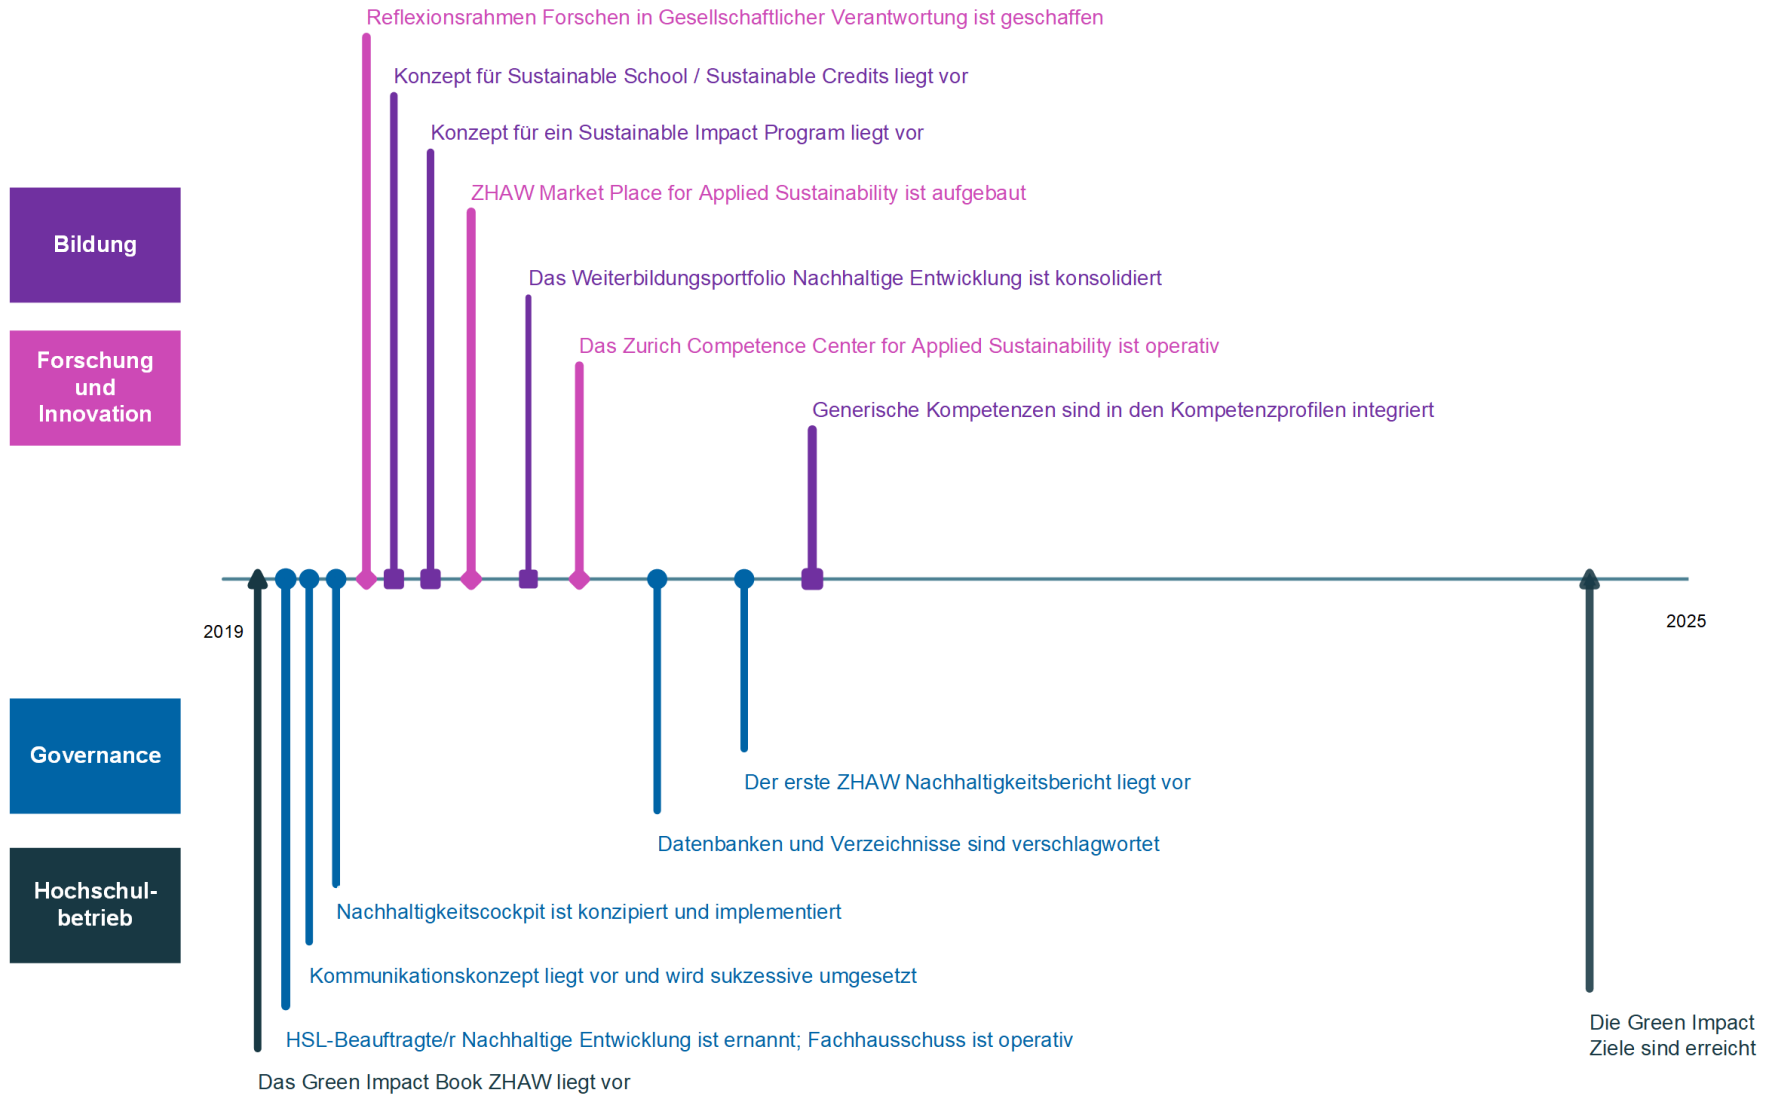 Reflexionsrahmen Forschen in Gesellschaftlicher Verantwortung ist geschaffen
Konzept für Sustainable School / Sustainable Credits liegt vor
Konzept für ein Sustainable Impact Program liegt vor
ZHAW Market Place for Applied Sustainability ist aufgebaut
Bildung
Das Weiterbildungsportfolio Nachhaltige Entwicklung ist konsolidiert
Das Zurich Competence Center for Applied Sustainability ist operativ
Forschung
und
Innovation
Generische Kompetenzen sind in den Kompetenzprofilen integriert
2019
2025
Governance
Der erste ZHAW Nachhaltigkeitsbericht liegt vor
Datenbanken und Verzeichnisse sind verschlagwortet
Hochschul-
betrieb
Nachhaltigkeitscockpit ist konzipiert und implementiert
Kommunikationskonzept liegt vor und wird sukzessive umgesetzt
HSL-Beauftragte/r Nachhaltige Entwicklung ist ernannt; Fachhausschuss ist operativ
Die Green Impact
Ziele sind erreicht
Das Green Impact Book ZHAW liegt vor